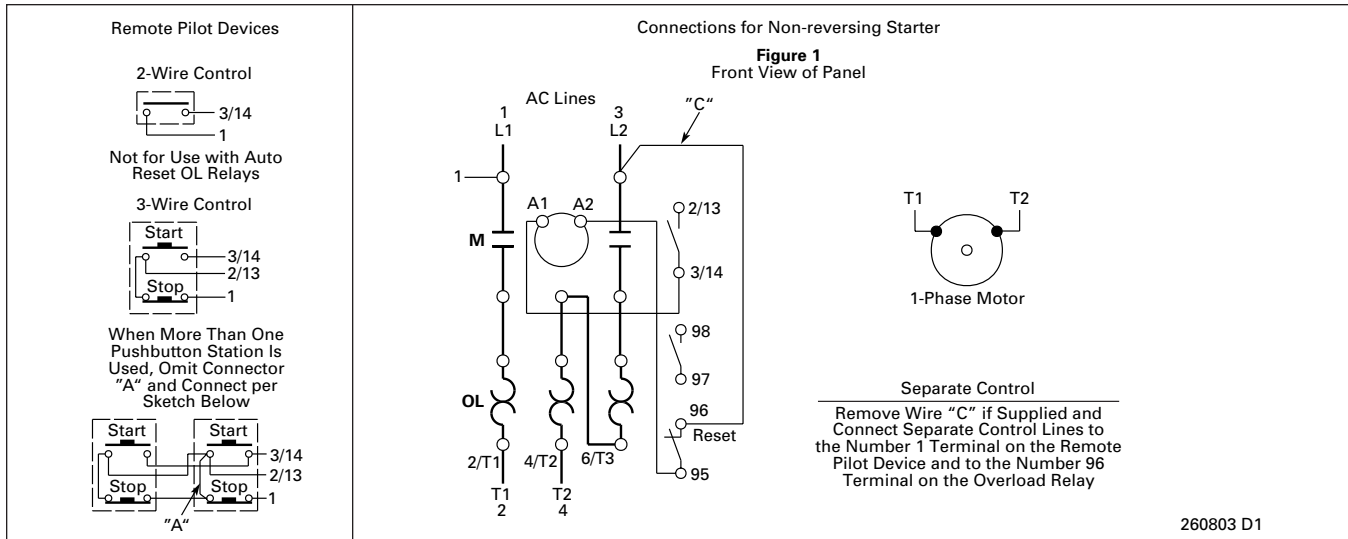 Remote Pilot Devices
2-Wire Control
3/14
1
Not for Use with Auto
Reset OL Relays
3-Wire Control
Start
3/14
2/13
Stop
1
When More Than One
Pushbutton Station Is
Used, Omit Connector
"A" and Connect per
Sketch Below
Start Start
3/14
2/13
Stop Stop
1
"A"
Connections for Non-reversing Starter
Figure 1
Front View of Panel
AC Lines
"C"
1 3
L1 L2
1
A1 A2
2/13
M
3/14
98
97
OL
96
Reset
2/T1 4/T2 6/T3
95
T1 T2
2 4
T1 T2
1-Phase Motor
Separate Control
Remove Wire "C" if Supplied and
Connect Separate Control Lines to
the Number 1 Terminal on the Remote
Pilot Device and to the Number 96
Terminal on the Overload Relay
260803 D1